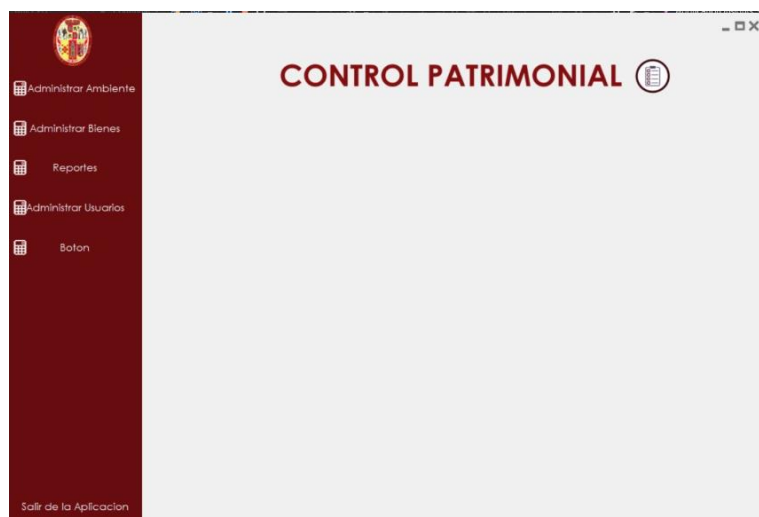 CONTROL PATRIMONIAL
Administrar Ambiente
Administrar Bienes
Reportes
Administrar Usuarios
Boton
Salir de la Aplicacion